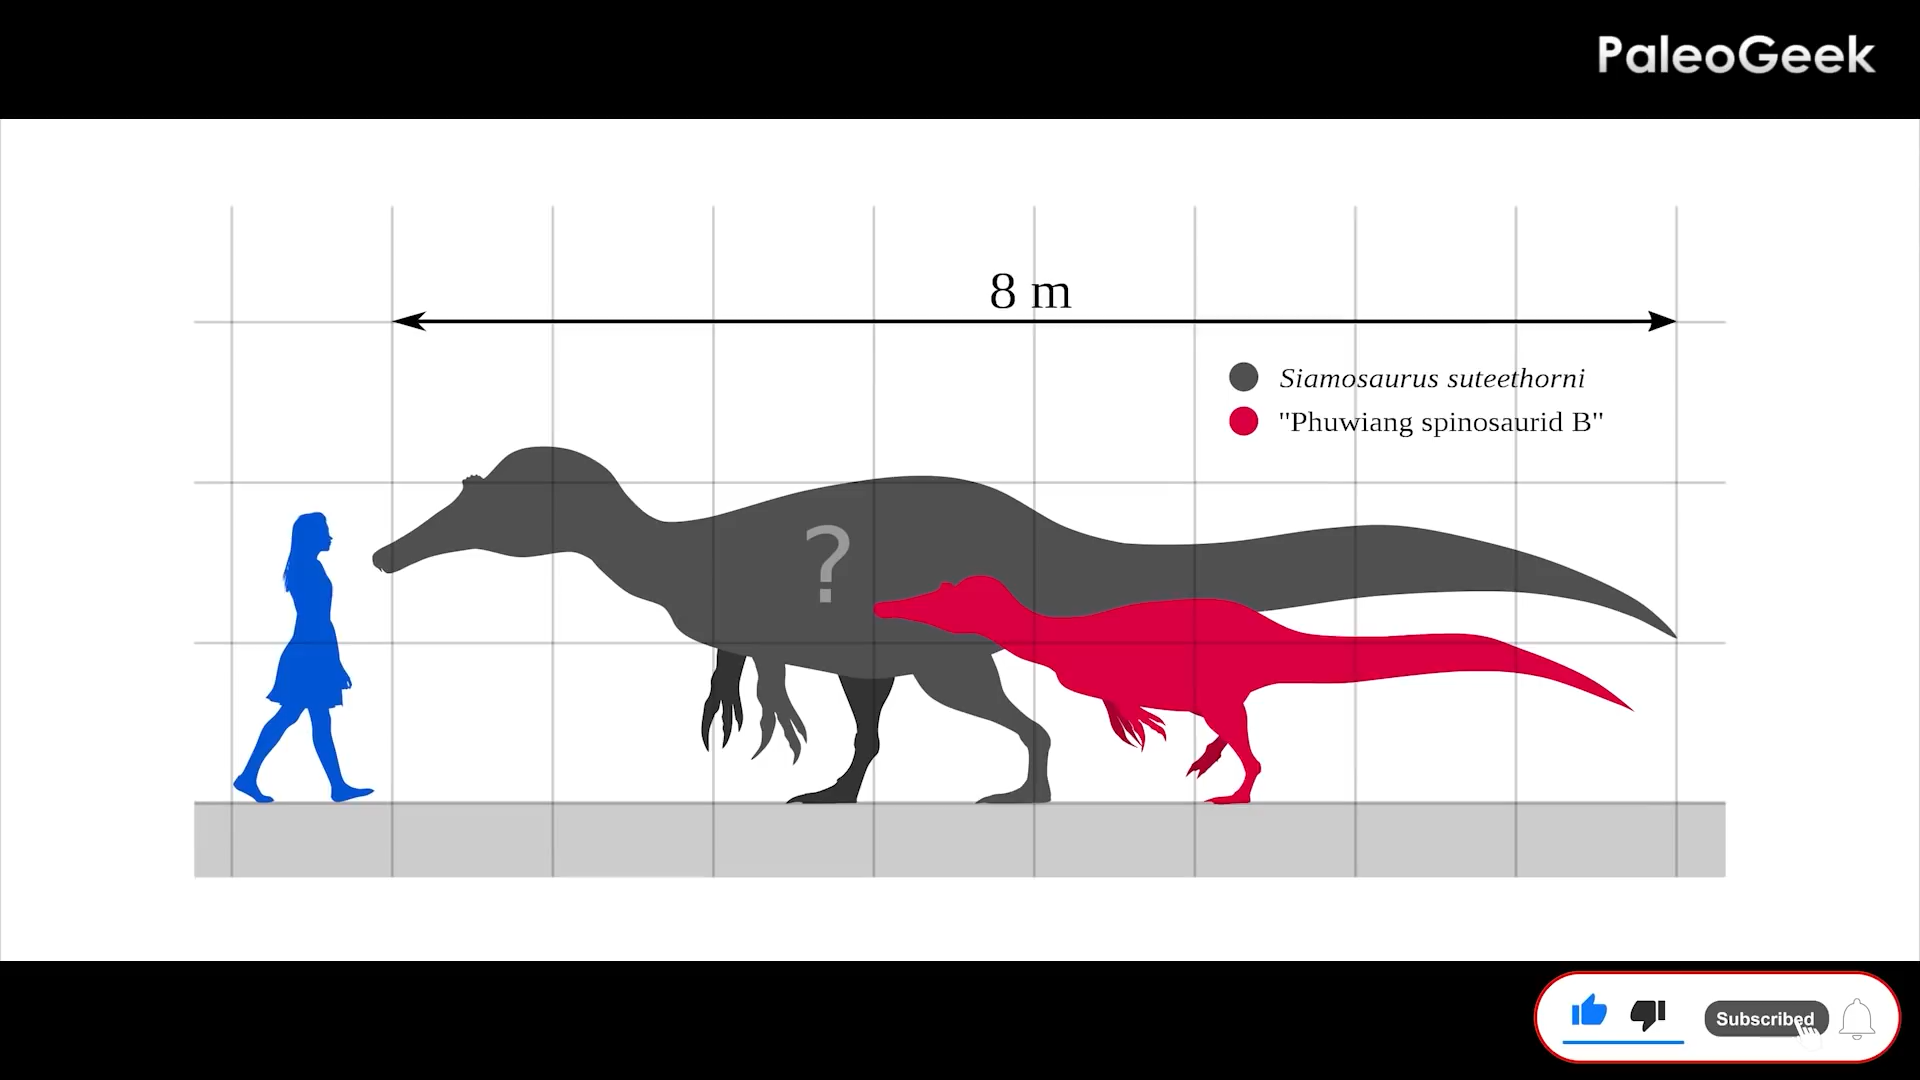 PaleoGeek
8 m
Siamosaurus suteethorni
"Phuwiang spinosaurid B"
?
Subscribed